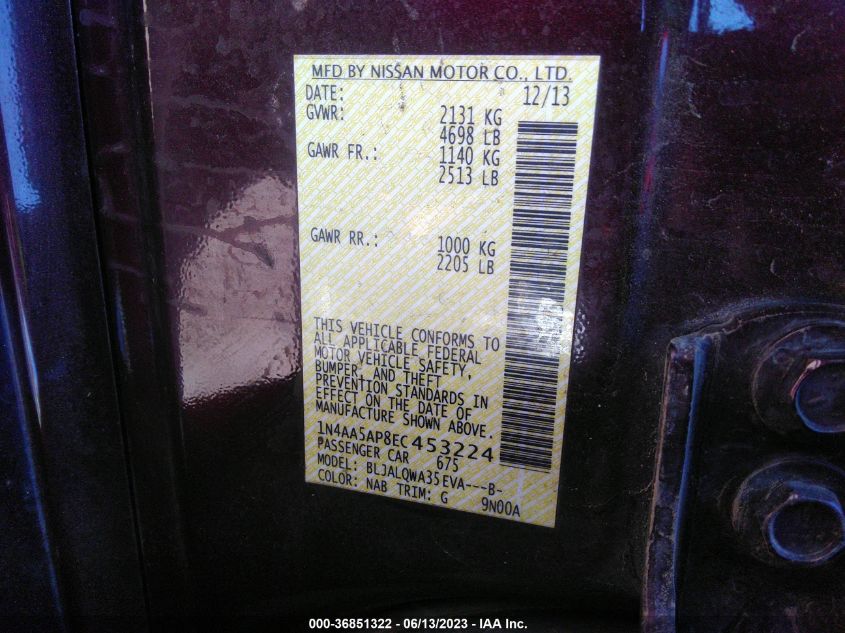 MFD BY NISSAN MOTOR CO., LTD.
DATE: 12/13
GVWR: 2131 KG
4698 LB
GAWR FR.: 1140 KG
2513 LB
GAWR RR.: 1000 KG
2205 LB
THIS VEHICLE CONFORMS TO
ALL APPLICABLE FEDERAL
MOTOR VEHICLE SAFETY,
BUMPER, AND THEFT
PREVENTION STANDARDS IN
EFFECT ON THE DATE OF
MANUFACTURE SHOWN ABOVE.
1N4AA5AP8EC453224
PASSENGER CAR 675
MODEL: BLJALQWA35EVA---B-
COLOR: NAB TRIM: G 9N00A
000-36851322 - 06/13/2023 - IAA Inc.